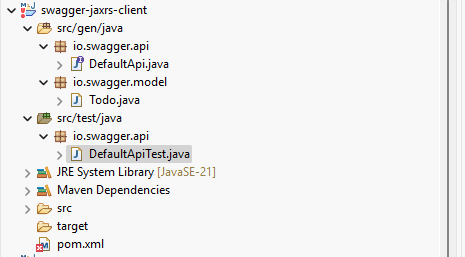 swagger-jaxrs-client
src/gen/java
io.swagger.api
DefaultApi.java
io.swagger.model
Todo.java
src/test/java
io.swagger.api
DefaultApiTest.java
JRE System Library [JavaSE-21]
Maven Dependencies
src
target
pom.xml